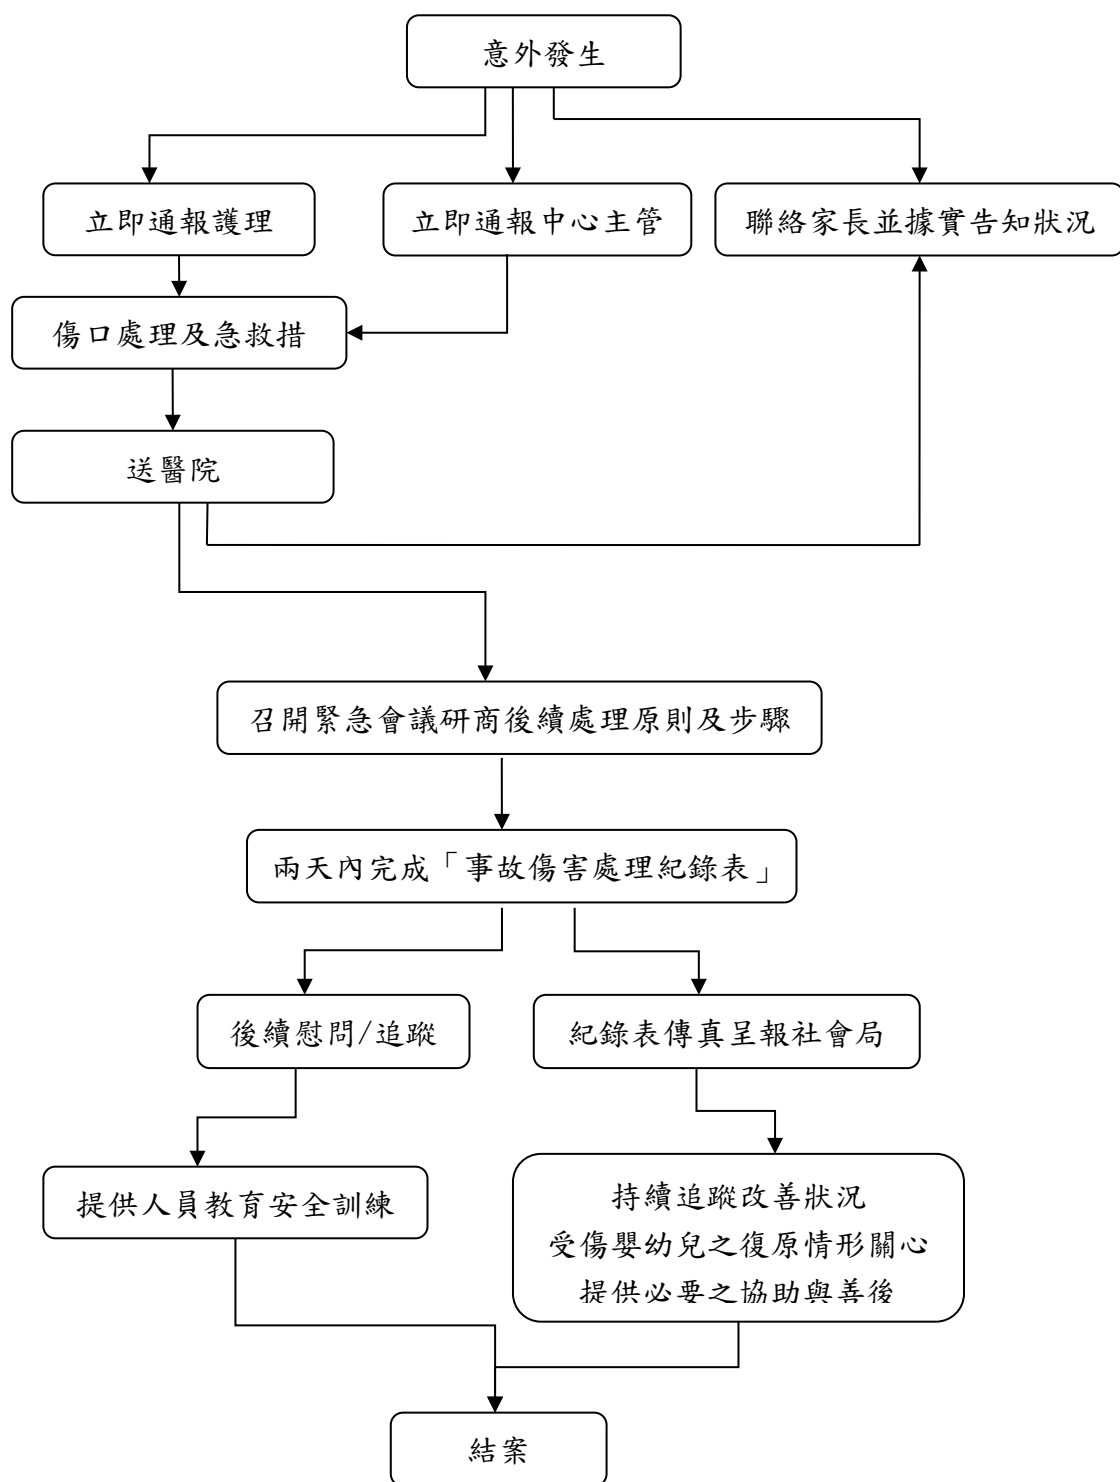 意外發生
立即通報護理
立即通報中心主管
聯絡家長並據實告知狀況
傷口處理及急救措
送醫院
召開緊急會議研商後續處理原則及步驟
兩天內完成「事故傷害處理紀錄表」
後續慰問/追蹤
紀錄表傳真呈報社會局
提供人員教育安全訓練
持續追蹤改善狀況
受傷嬰幼兒之復原情形關心
提供必要之協助與善後
結案